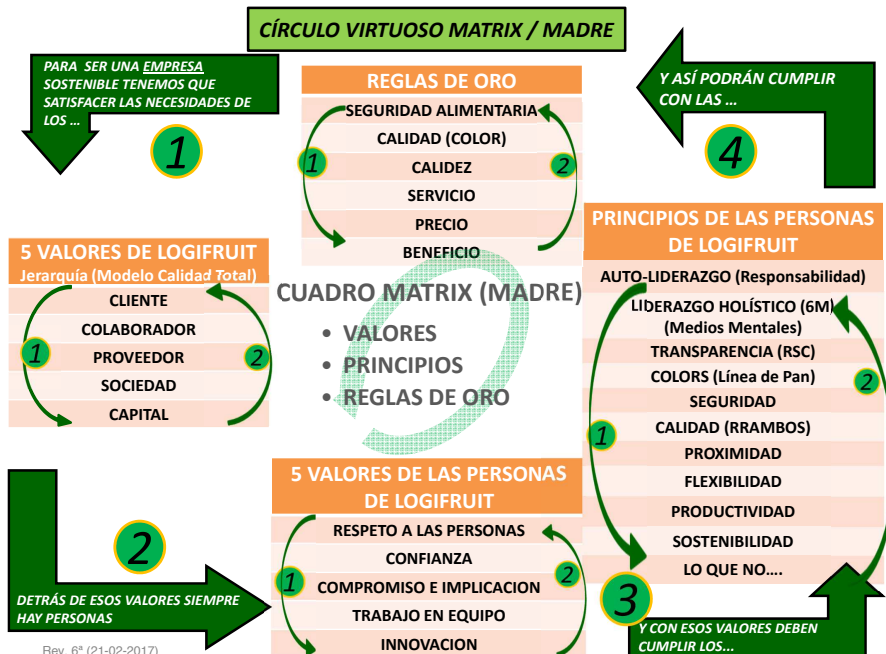 CÍRCULO VIRTUOSO MATRIX / MADRE
PARA SER UNA EMPRESA
SOSTENIBLE TENEMOS QUE
SATISFACER LAS NECESIDADES DE
LOS ...
1
REGLAS DE ORO
SEGURIDAD ALIMENTARIA
CALIDAD (COLOR)
CALIDEZ
SERVICIO
PRECIO
BENEFICIO
1
2
Y ASÍ PODRÁN CUMPLIR
CON LAS ...
4
5 VALORES DE LOGIFRUIT
Jerarquía (Modelo Calidad Total)
CLIENTE
COLABORADOR
PROVEEDOR
SOCIEDAD
CAPITAL
1
2
CUADRO MATRIX (MADRE)
• VALORES
• PRINCIPIOS
• REGLAS DE ORO
PRINCIPIOS DE LAS PERSONAS
DE LOGIFRUIT
AUTO-LIDERAZGO (Responsabilidad)
LIDERAZGO HOLÍSTICO (6M)
(Medios Mentales)
TRANSPARENCIA (RSC)
COLORS (Línea de Pan)
SEGURIDAD
CALIDAD (RRAMBOS)
PROXIMIDAD
FLEXIBILIDAD
PRODUCTIVIDAD
SOSTENIBILIDAD
LO QUE NO....
1
2
2
DETRÁS DE ESOS VALORES SIEMPRE
HAY PERSONAS
5 VALORES DE LAS PERSONAS
DE LOGIFRUIT
RESPETO A LAS PERSONAS
CONFIANZA
COMPROMISO E IMPLICACION
TRABAJO EN EQUIPO
INNOVACION
1
2
3
Y CON ESOS VALORES DEBEN
CUMPLIR LOS...
Rev. 6ª (21-02-2017)